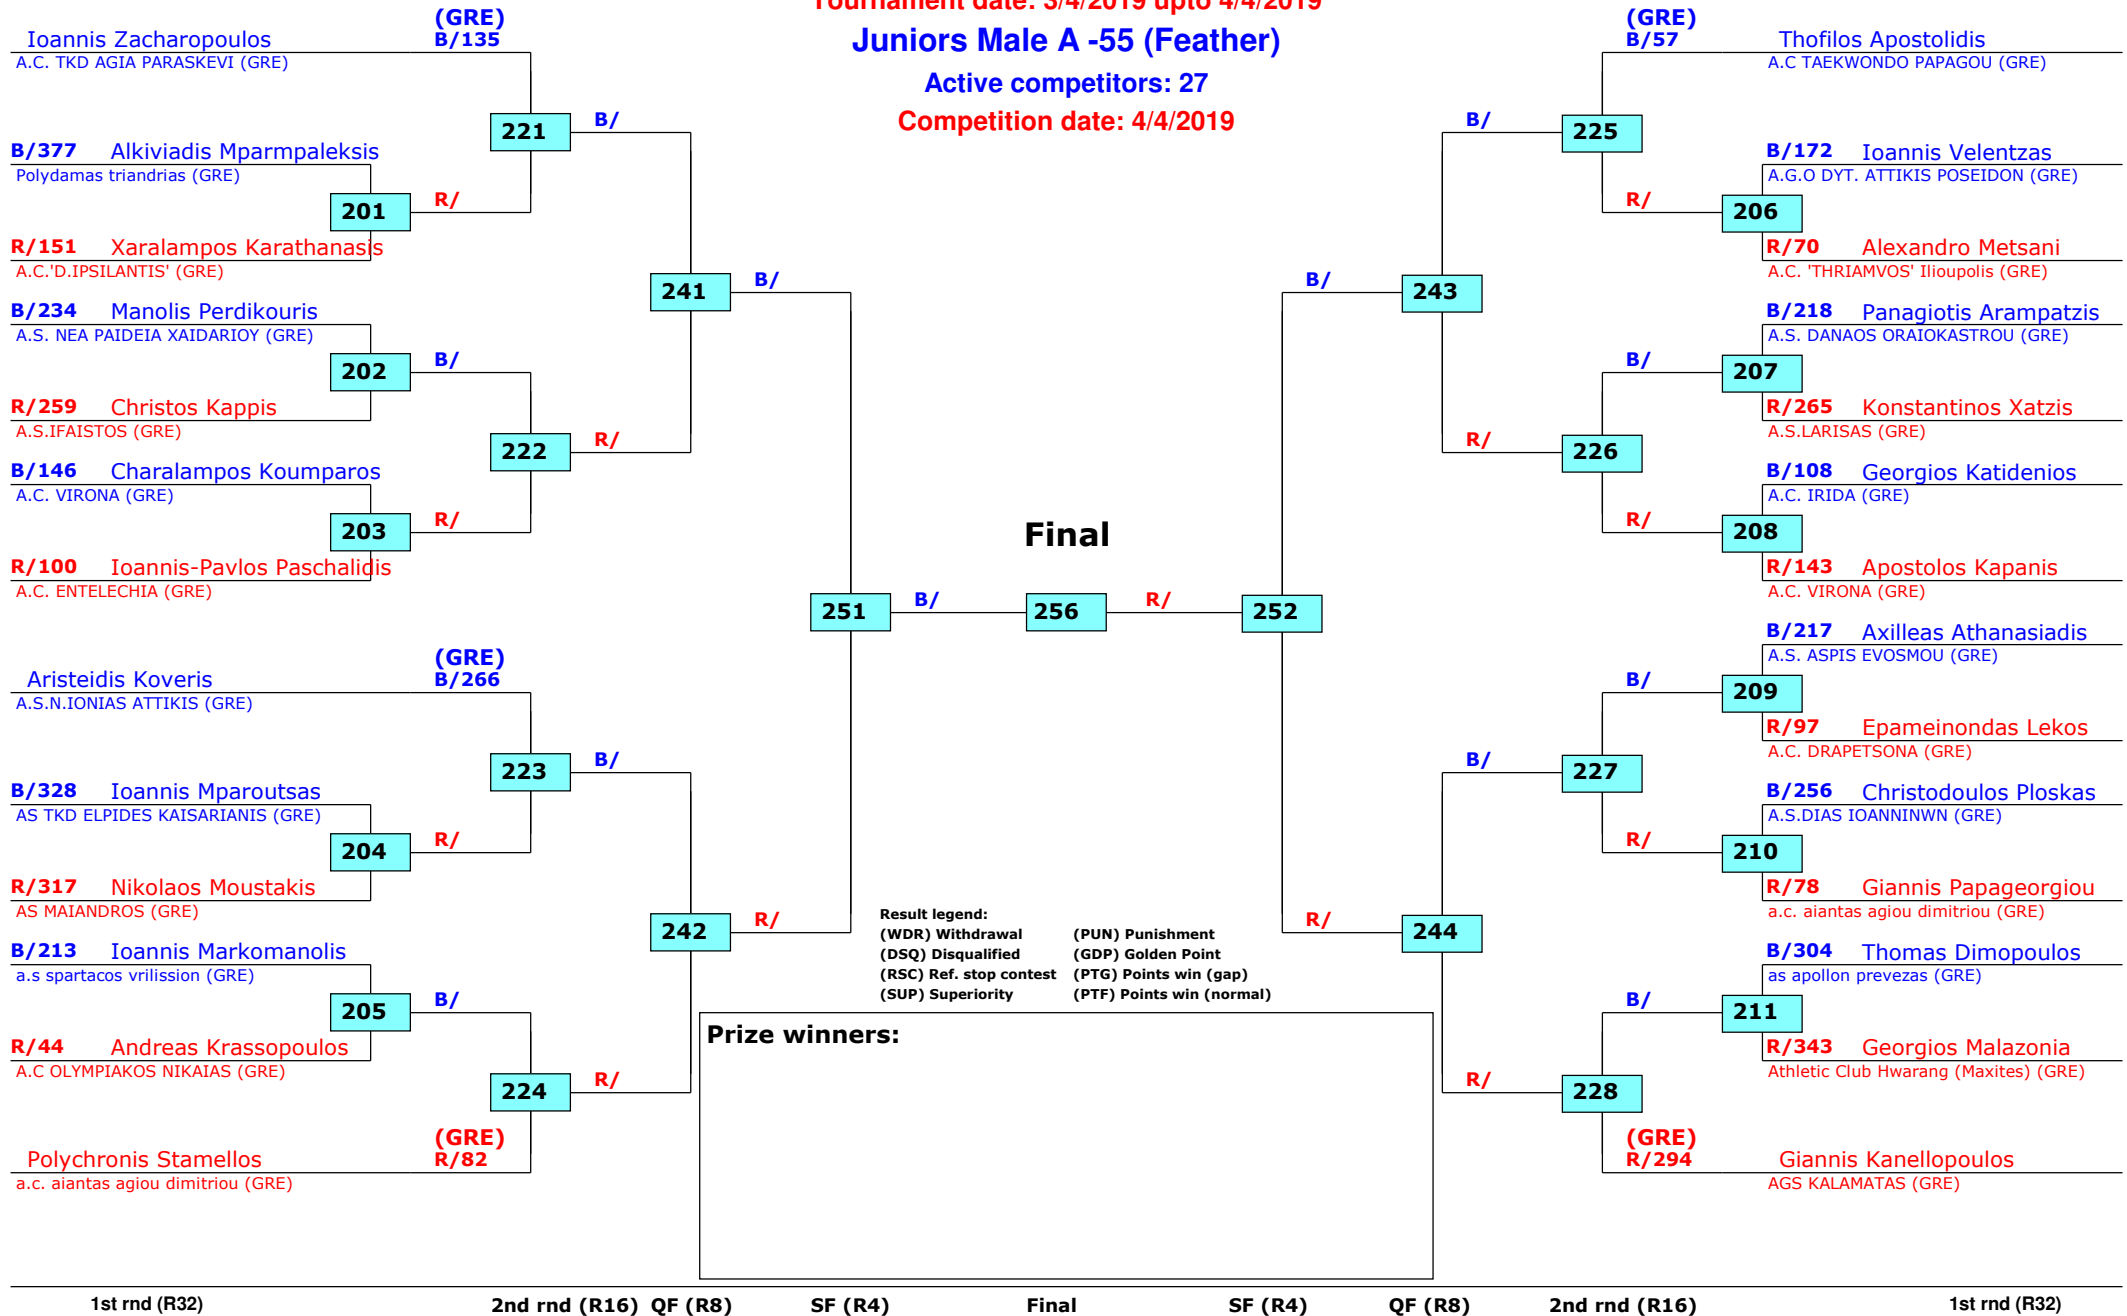 Tournament date: 3/4/2019 upto 4/4/2019
Juniors Male A -55 (Feather)
Active competitors: 27
Competition date: 4/4/2019
(GRE)
Ioannis Zacharopoulos B/135
A.C. TKD AGIA PARASKEVI (GRE)
221 B/
B/377 Alkiviadis Mparmpaleksis
Polydamas triandrias (GRE)
201 R/
R/151 Xaralampos Karathanasis
A.C.'D.IPSILANTIS' (GRE)
241 B/
B/234 Manolis Perdikouris
A.S. NEA PAIDEIA XAIDARIOY (GRE)
202 B/
R/259 Christos Kappis
A.S.IFAISTOS (GRE)
222 R/
B/146 Charalampos Koumparos
A.C. VIRONA (GRE)
203 R/
R/100 Ioannis-Pavlos Paschalidis
A.C. ENTELECHIA (GRE)
251 B/
(GRE)
Aristeidis Koveris B/266
A.S.N.IONIAS ATTIKIS (GRE)
223 B/
B/328 Ioannis Mparoutsas
AS TKD ELPIDES KAISARIANIS (GRE)
204 R/
R/317 Nikolaos Moustakis
AS MAIANDROS (GRE)
242 R/
B/213 Ioannis Markomanolis
a.s spartacos vrilission (GRE)
205 B/
R/44 Andreas Krassopoulos
A.C OLYMPIAKOS NIKAIAS (GRE)
224 R/
(GRE)
Polychronis Stamellos R/82
a.c. aiantas agiou dimitriou (GRE)
Final
256
(GRE)
B/57 Thofilos Apostolidis
A.C TAEKWONDO PAPAGOU (GRE)
B/ 225
B/172 Ioannis Velentzas
A.G.O DYT. ATTIKIS POSEIDON (GRE)
R/ 206
R/70 Alexandro Metsani
A.C. 'THRIAMVOS' Ilioupolis (GRE)
B/ 243
B/218 Panagiotis Arampatzis
A.S. DANAOS ORAIOKASTROU (GRE)
B/ 207
R/265 Konstantinos Xatzis
A.S.LARISAS (GRE)
R/ 226
B/108 Georgios Katidenios
A.C. IRIDA (GRE)
R/ 208
R/143 Apostolos Kapanis
A.C. VIRONA (GRE)
R/ 252
B/217 Axilleas Athanasiadis
A.S. ASPIS EVOSMOU (GRE)
B/ 209
R/97 Epameinondas Lekos
A.C. DRAPETSONA (GRE)
B/ 227
B/256 Christodoulos Ploskas
A.S.DIAS IOANNINWN (GRE)
R/ 210
R/78 Giannis Papageorgiou
a.c. aiantas agiou dimitriou (GRE)
R/ 244
B/304 Thomas Dimopoulos
as apollon prevezas (GRE)
B/ 211
R/343 Georgios Malazonia
Athletic Club Hwarang (Maxites) (GRE)
R/ 228
(GRE)
R/294 Giannis Kanellopoulos
AGS KALAMATAS (GRE)
Result legend:
(WDR) Withdrawal (PUN) Punishment
(DSQ) Disqualified (GDP) Golden Point
(RSC) Ref. stop contest (PTG) Points win (gap)
(SUP) Superiority (PTF) Points win (normal)
Prize winners:
1st rnd (R32) 2nd rnd (R16) QF (R8) SF (R4) Final SF (R4) QF (R8) 2nd rnd (R16) 1st rnd (R32)